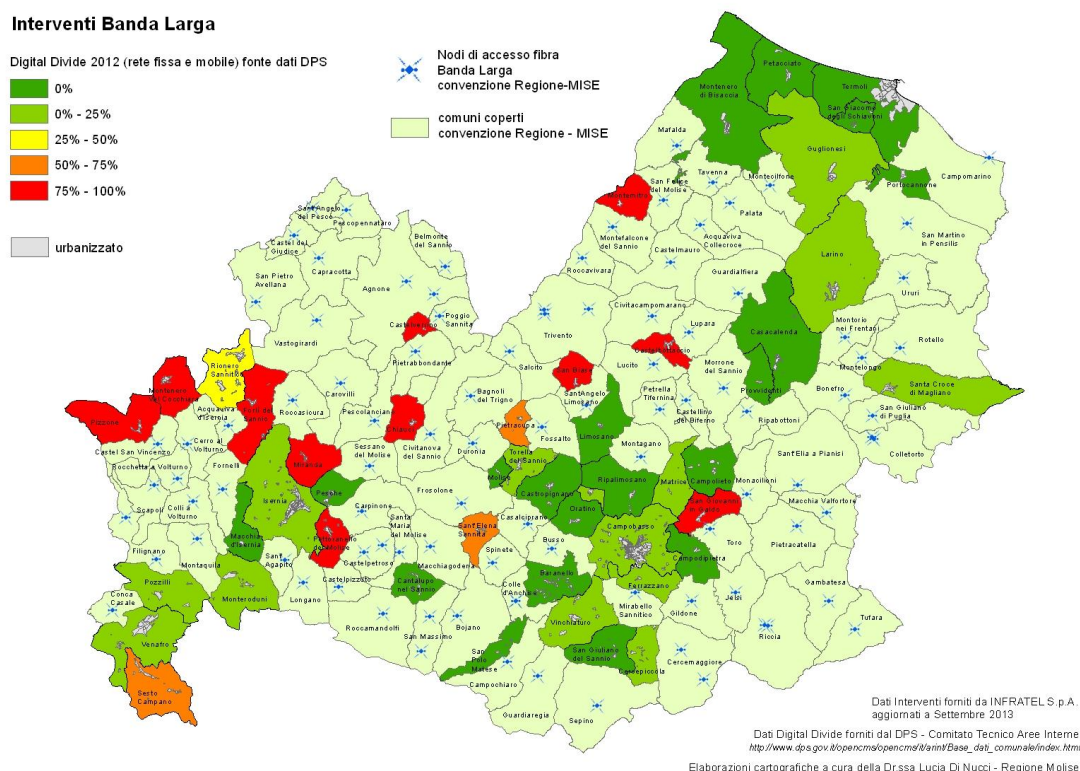 Interventi Banda Larga
Digital Divide 2012 (rete fissa e mobile) fonte dati DPS
0%
0% - 25%
25% - 50%
50% - 75%
75% - 100%
urbanizzato
Nodi di accesso fibra
Banda Larga
convenzione Regione-MISE
comuni coperti
convenzione Regione - MISE
Petacciato
Montenero
di Bisaccia
Termoli
San Giacomo
degli Schiavoni
Mafalda
Guglionesi
Campomarino
Portocannone
San Felice
del Molise
Tavenna
Montecilfone
Montemitro
Palata
San Martino
in Pensilis
Montefalcone
del Sannio
Acquaviva
Collecroce
Castelmauro
Larino
Roccavivara
Guardialfiera
Ururi
Sant'Angelo
del Pesco
Pescopennataro
Castel del
Giudice
Belmonte
del Sannio
Capracotta
San Pietro
Avellana
Agnone
Poggio
Sannita
Castelverrino
Civitacampomarano
Lupara
Trivento
Casacalenda
Montorio
nei Frentani
Rotello
Vastogirardi
Pietrabbondante
Castelbottaccio
Lucito
Morrone
del Sannio
Montelongo
Rionero
Sannitico
Salcito
San Biase
Sant'Angelo
Limosano
Petrella
Tifernina
Castellino
del Biferno
Provvidenti
Bonefro
Santa Croce
di Magliano
Montenero
Val Cocchiara
Carovilli
Bagnoli
del Trigno
San Giuliano
di Puglia
Ripabottoni
Pizzone
Acquaviva
d'Isernia
Forli del
Sannio
Roccasicura
Pescolanciano
Chiauci
Pietracupa
Fossalto
Limosano
Montagano
Colletorto
Castel San Vincenzo
Cerro al
Volturno
Rocchetta a Volturno
Fornelli
Miranda
Sessano
del Molise
Civitanova
del Sannio
Duronia
Torella
del Sannio
Sant'Elia a Pianisi
Molise
Castropignano
Ripalimosano
Matrice
Campolieto
Monacilioni
Macchia Valfortore
Isernia
Pesche
Carpinone
Frosolone
Oratino
San Giovanni
in Galdo
Scapoli
Colli a
Volturno
Santa
Maria
del Molise
Casalciprano
Campobasso
Toro
Pietracatella
Macchia
d'Isernia
Pettoranello
del Molise
Sant'Elena
Sannita
Busso
Campodipietra
Filignano
Montaquila
Sant'
Agapito
Castelpetroso
Macchiagodena
Spinete
Baranello
Ferrazzano
Gambatesa
Pozzilli
Conca
Casale
Monteroduni
Longano
Castelpizzuto
Cantalupo
nel Sannio
Colle
d'Anchise
Mirabello
Sannitico
Gildone
Jelsi
Tufara
Riccia
Venafro
Roccamandolfi
San Massimo
Bojano
Vinchiaturo
San Giuliano
del Sannio
Cercepiccola
Cercemaggiore
Sesto
Campano
San
Polo
Matese
Campochiaro
Guardiaregia
Sepino
Dati Interventi forniti da INFRATEL S.p.A.
aggiornati a Settembre 2013
Dati Digital Divide forniti dal DPS - Comitato Tecnico Aree Interne
http://www.dps.gov.it/opencms/opencms/it/arint/Base_dati_comunale/index.html
Elaborazioni cartografiche a cura della Dr.ssa Lucia Di Nucci - Regione Molise